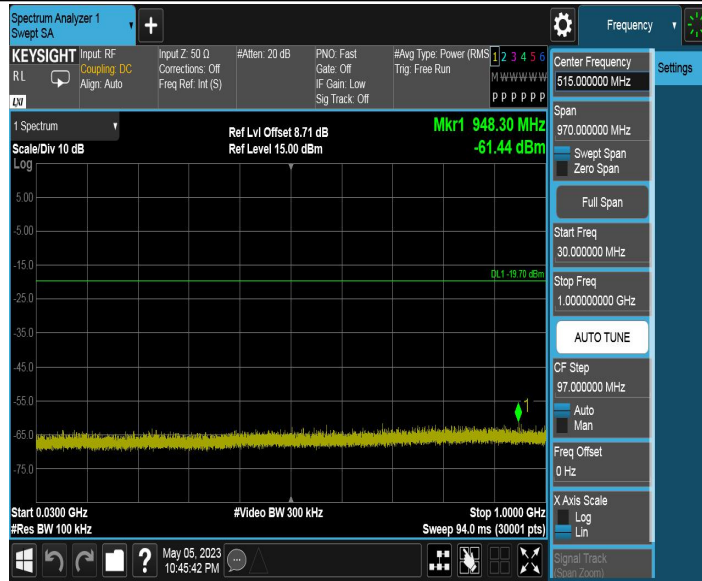 Spectrum Analyzer 1
Swept SA
Frequency
KEYSIGHT
RL
LXI
Input: RF
Coupling: DC
Align: Auto
Input Z: 50 Ω
Corrections: Off
Freq Ref: Int (S)
#Atten: 20 dB
PNO: Fast
Gate: Off
IF Gain: Low
Sig Track: Off
#Avg Type: Power (RMS
Trig: Free Run
1 2 3 4 5 6
M W W W W W
P P P P P P
1 Spectrum
Scale/Div 10 dB
Log
Ref Lvl Offset 8.71 dB
Ref Level 15.00 dBm
Mkr1 948.30 MHz
-61.44 dBm
5.00
-5.00
-15.0
DL1 -19.70 dBm
-25.0
-35.0
-45.0
-55.0
1
-65.0
-75.0
Start 0.0300 GHz
#Res BW 100 kHz
#Video BW 300 kHz
Stop 1.0000 GHz
Sweep 94.0 ms (30001 pts)
?
May 05, 2023
10:45:42 PM
Center Frequency
515.000000 MHz
Settings
Span
970.000000 MHz
Swept Span
Zero Span
Full Span
Start Freq
30.000000 MHz
Stop Freq
1.000000000 GHz
AUTO TUNE
CF Step
97.000000 MHz
Auto
Man
Freq Offset
0 Hz
X Axis Scale
Log
Lin
Signal Track
(Span Zoom)